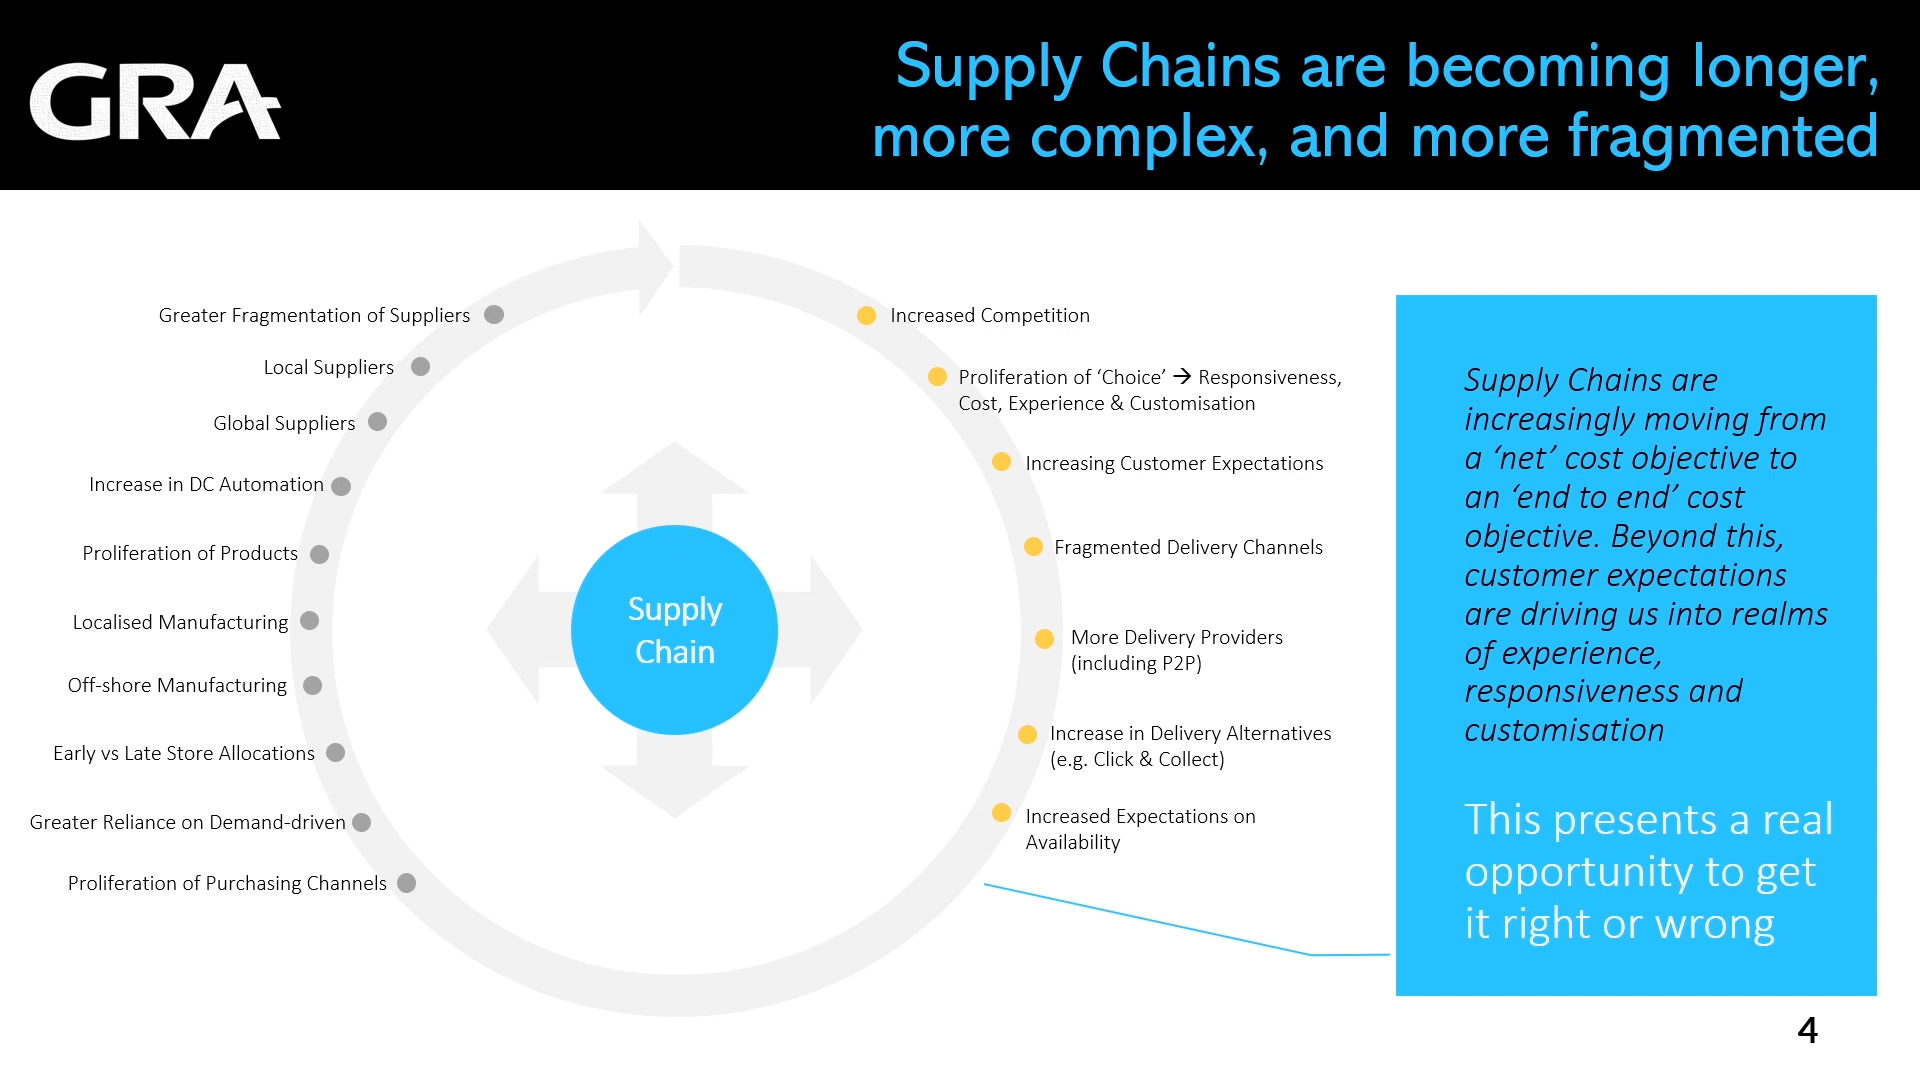 GRA
Supply Chains are becoming longer,
more complex, and more fragmented
Greater Fragmentation of Suppliers
Local Suppliers
Global Suppliers
Increase in DC Automation
Proliferation of Products
Localised Manufacturing
Off-shore Manufacturing
Early vs Late Store Allocations
Greater Reliance on Demand-driven
Proliferation of Purchasing Channels
Supply
Chain
Increased Competition
Proliferation of ‘Choice’ → Responsiveness,
Cost, Experience & Customisation
Increasing Customer Expectations
Fragmented Delivery Channels
More Delivery Providers
(including P2P)
Increase in Delivery Alternatives
(e.g. Click & Collect)
Increased Expectations on
Availability
Supply Chains are
increasingly moving from
a ‘net’ cost objective to
an ‘end to end’ cost
objective. Beyond this,
customer expectations
are driving us into realms
of experience,
responsiveness and
customisation
This presents a real
opportunity to get
it right or wrong
4